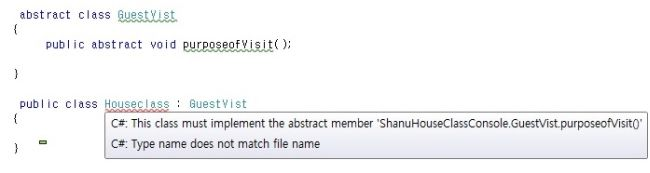 abstract class GuestVist
{
public abstract void purposeofVisit();
}
public class Houseclass : GuestVist
{
C#: This class must implement the abstract member 'ShanuHouseClassConsole.GuestVist.purposeofVisit()'
C#: Type name does not match file name
}